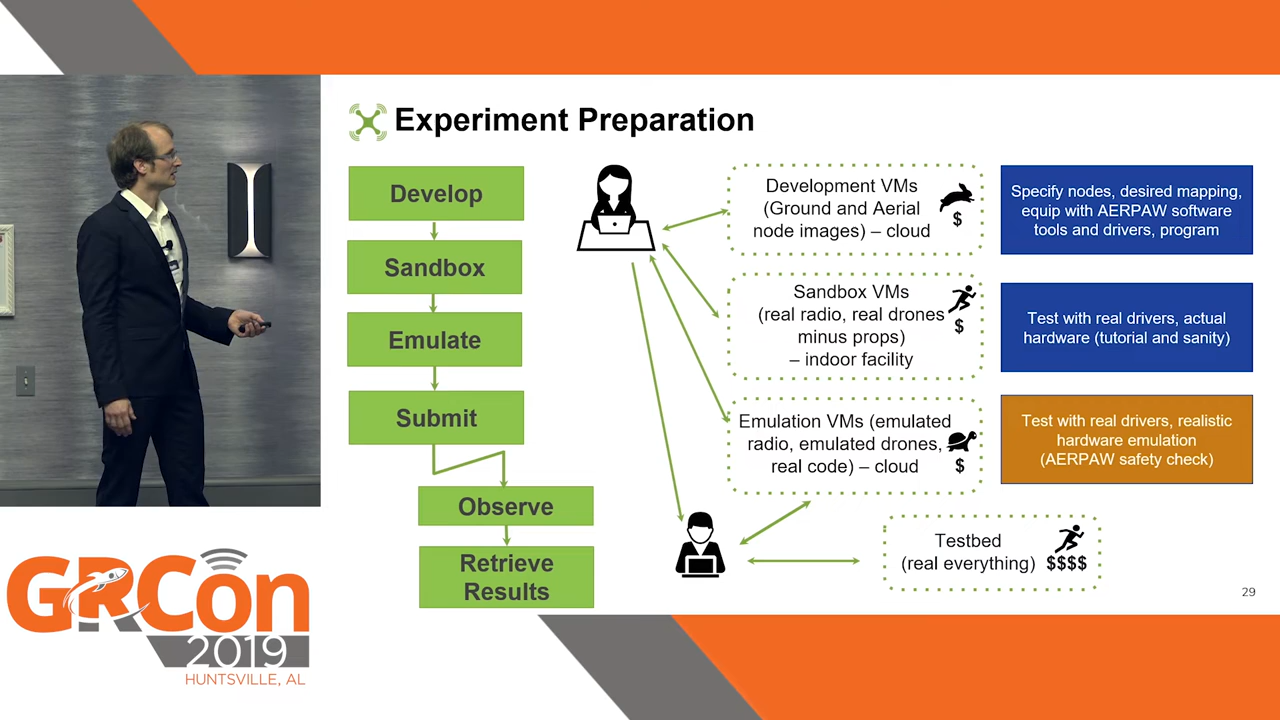 Experiment Preparation
Develop
Sandbox
Emulate
Submit
Observe
Retrieve
Results
Development VMs
(Ground and Aerial
node images) – cloud
$
Sandbox VMs
(real radio, real drones
minus props)
– indoor facility
$
Emulation VMs (emulated
radio, emulated drones,
real code) – cloud
$
Testbed
(real everything)
$$$$
Specify nodes, desired mapping,
equip with AERPAW software
tools and drivers, program
Test with real drivers, actual
hardware (tutorial and sanity)
Test with real drivers, realistic
hardware emulation
(AERPAW safety check)
29
GRCon
2019
HUNTSVILLE, AL